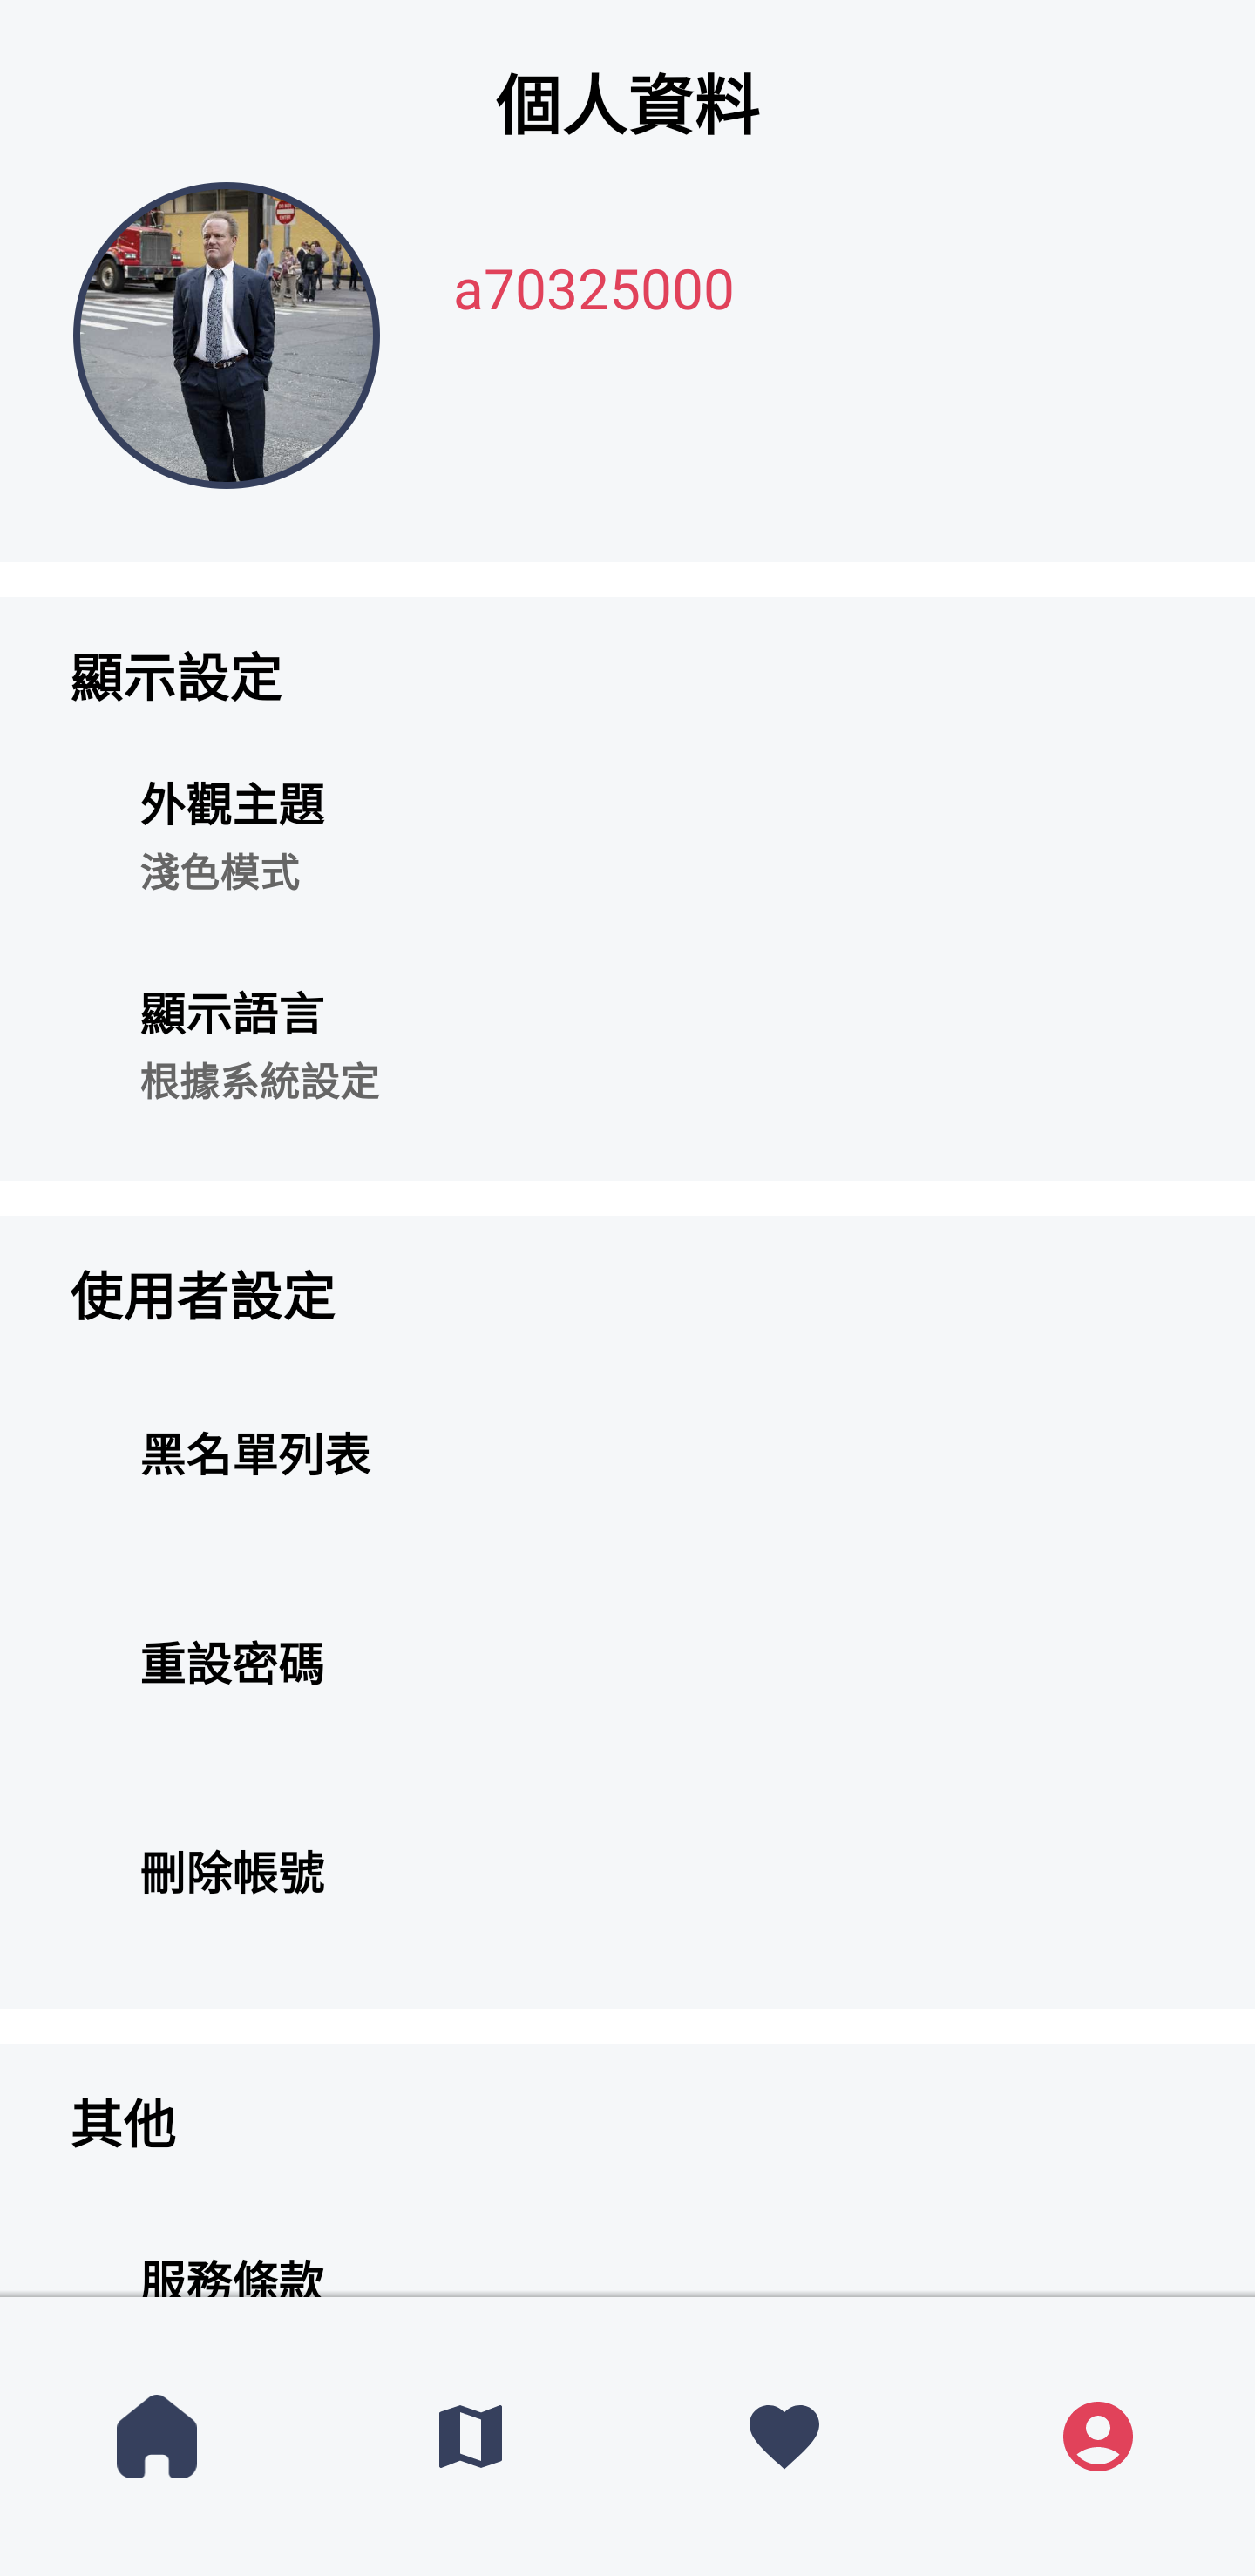 個人資料
a70325000
顯示設定
外觀主題
淺色模式
顯示語言
根據系統設定
使用者設定
黑名單列表
重設密碼
刪除帳號
其他
服務條款